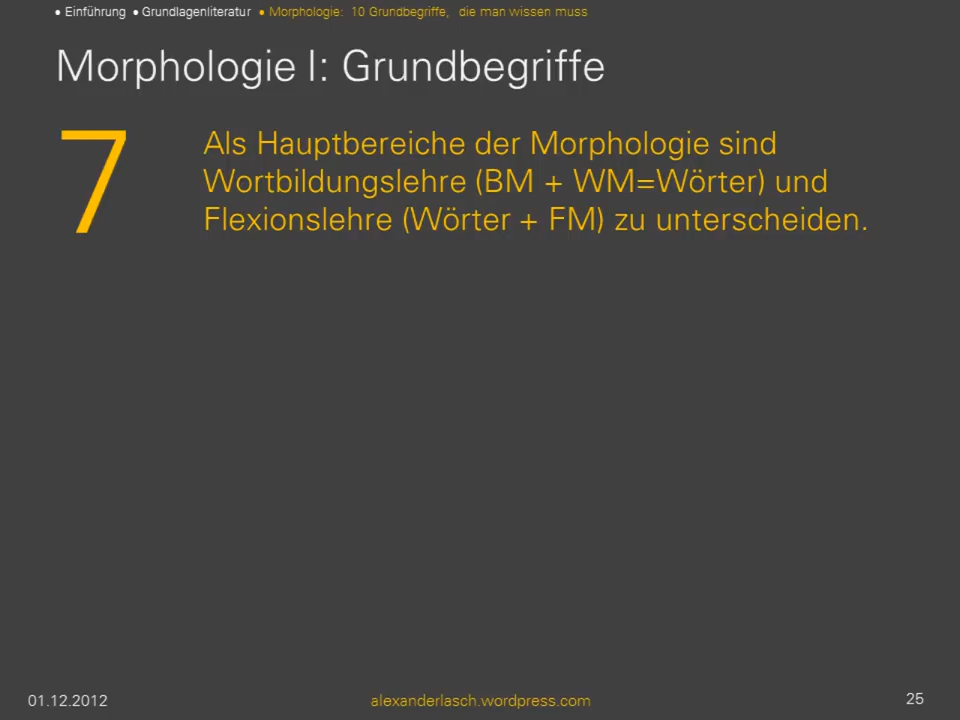 • Einführung • Grundlagenliteratur • Morphologie: 10 Grundbegriffe, die man wissen muss
Morphologie I: Grundbegriffe
7
Als Hauptbereiche der Morphologie sind
Wortbildungslehre (BM + WM=Wörter) und
Flexionslehre (Wörter + FM) zu unterscheiden.
01.12.2012
alexanderlasch.wordpress.com
25